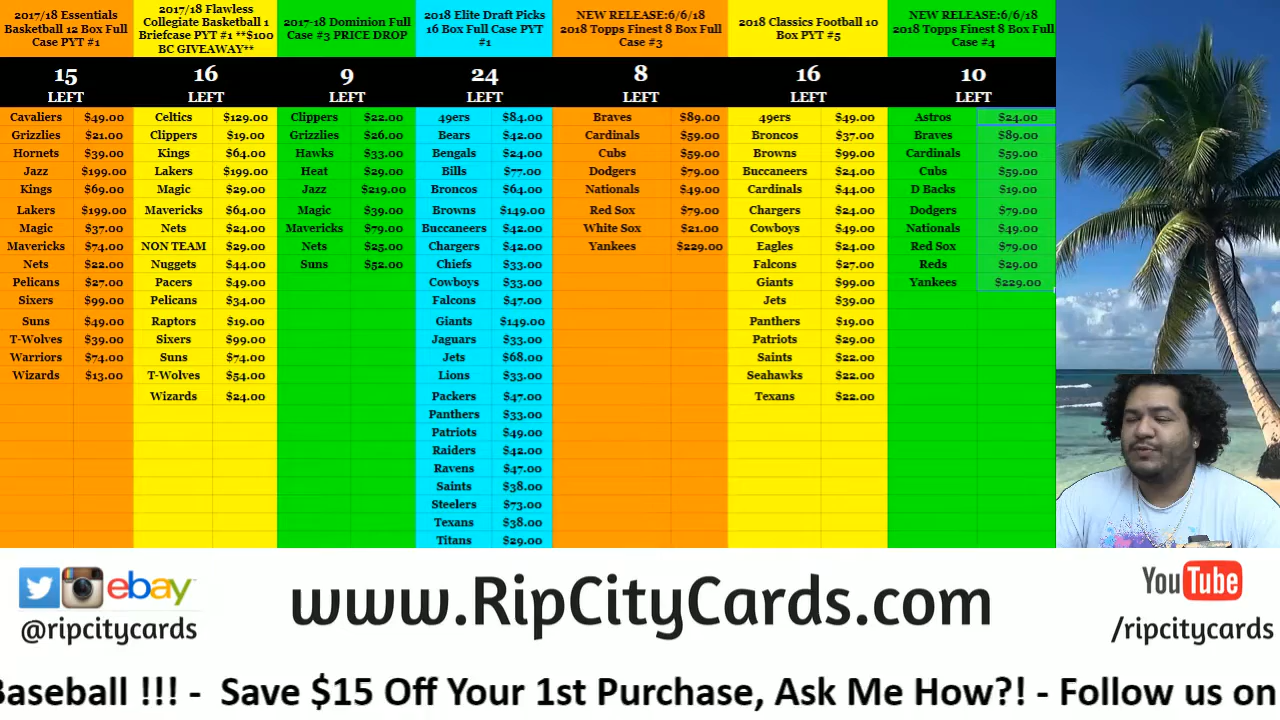 2017/18 Essentials
Basketball 12 Box Full
Case PYT #1
15
LEFT
Cavaliers $49.00
Grizzlies $21.00
Hornets $39.00
Jazz $199.00
Kings $69.00
Lakers $199.00
Magic $37.00
Mavericks $74.00
Nets $22.00
Pelicans $27.00
Sixers $99.00
Suns $49.00
T-Wolves $39.00
Warriors $74.00
Wizards $13.00
2017/18 Flawless
Collegiate Basketball 1
Briefcase PYT #1 **$100
BC GIVEAWAY**
16
LEFT
Celtics $129.00
Clippers $19.00
Kings $64.00
Lakers $199.00
Magic $29.00
Mavericks $64.00
Nets $24.00
NON TEAM $29.00
Nuggets $44.00
Pacers $49.00
Pelicans $34.00
Raptors $19.00
Sixers $99.00
Suns $74.00
T-Wolves $54.00
Wizards $24.00
2017-18 Dominion Full
Case #3 PRICE DROP
9
LEFT
Clippers $22.00
Grizzlies $26.00
Hawks $33.00
Heat $29.00
Jazz $219.00
Magic $39.00
Mavericks $79.00
Nets $25.00
Suns $52.00
2018 Elite Draft Picks
16 Box Full Case PYT
#1
24
LEFT
49ers $84.00
Bears $42.00
Bengals $24.00
Bills $77.00
Broncos $64.00
Browns $149.00
Buccaneers $42.00
Chargers $42.00
Chiefs $33.00
Cowboys $33.00
Falcons $47.00
Giants $149.00
Jaguars $33.00
Jets $68.00
Lions $33.00
Packers $47.00
Panthers $33.00
Patriots $49.00
Raiders $42.00
Ravens $47.00
Saints $38.00
Steelers $73.00
Texans $38.00
Titans $29.00
NEW RELEASE:6/6/18
2018 Topps Finest 8 Box Full
Case #3
8
LEFT
Braves $89.00
Cardinals $59.00
Cubs $59.00
Dodgers $79.00
Nationals $49.00
Red Sox $79.00
White Sox $21.00
Yankees $229.00
2018 Classics Football 10
Box PYT #5
16
LEFT
49ers $49.00
Broncos $37.00
Browns $99.00
Buccaneers $24.00
Cardinals $44.00
Chargers $24.00
Cowboys $49.00
Eagles $24.00
Falcons $27.00
Giants $99.00
Jets $39.00
Panthers $19.00
Patriots $29.00
Saints $22.00
Seahawks $22.00
Texans $22.00
NEW RELEASE:6/6/18
2018 Topps Finest 8 Box Full
Case #4
10
LEFT
Astros $24.00
Braves $89.00
Cardinals $59.00
Cubs $59.00
D Backs $19.00
Dodgers $79.00
Nationals $49.00
Red Sox $79.00
Reds $29.00
Yankees $229.00
ebay
@ripcitycards
www.RipCityCards.com
YouTube
/ripcitycards
Baseball !!! - Save $15 Off Your 1st Purchase, Ask Me How?! - Follow us on